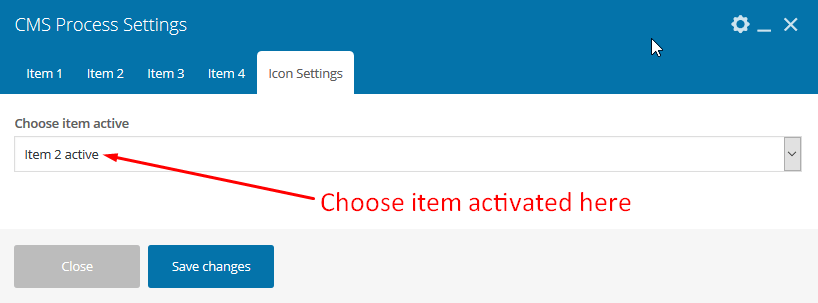 CMS Process Settings
Item 1 Item 2 Item 3 Item 4 Icon Settings
Choose item active
Item 2 active
Choose item activated here
Close Save changes